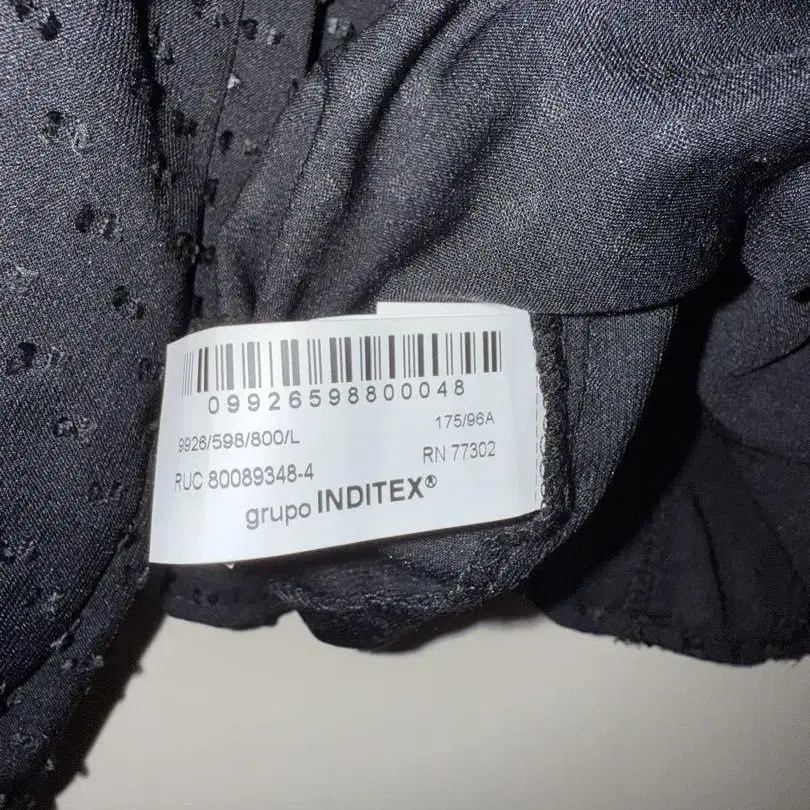 09926598800048
9926/598/800/L
175/96A
RUC 80089348-4
RN 77302
grupo INDITEX®